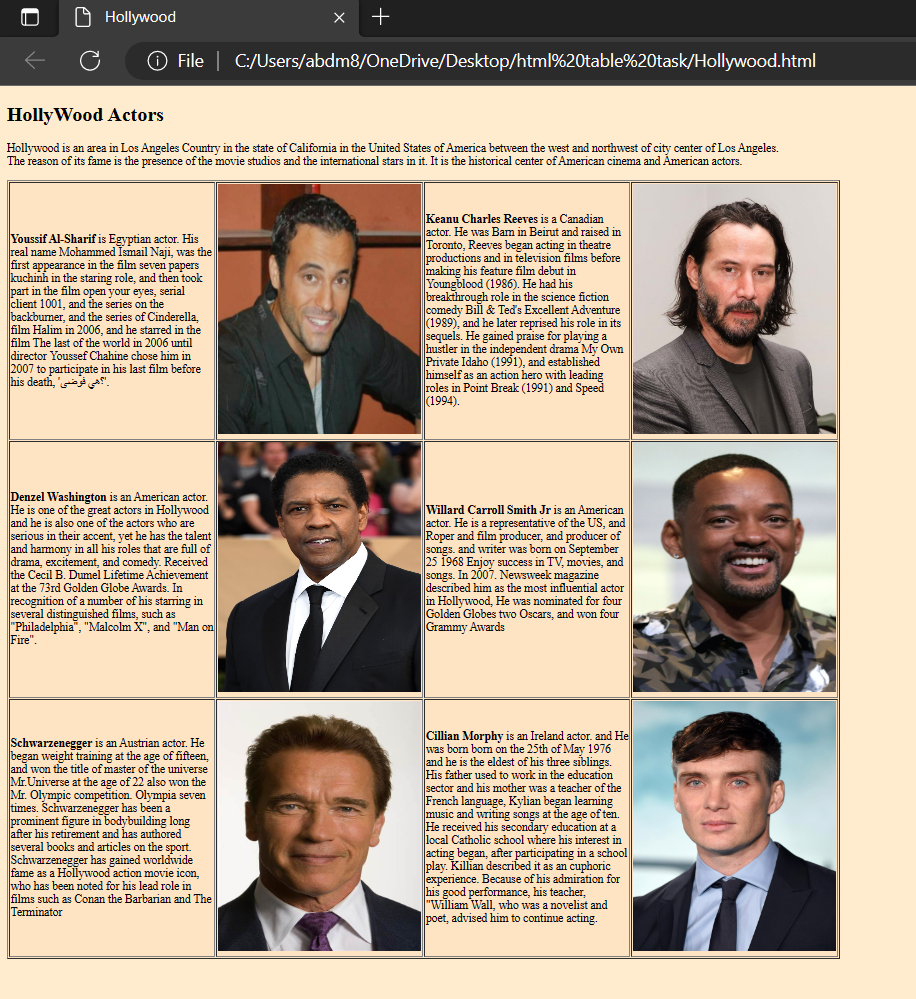 Hollywood
File
C:/Users/abdm8/OneDrive/Desktop/html%20table%20task/Hollywood.html
HollyWood Actors
Hollywood is an area in Los Angeles Country in the state of California in the United States of America between the west and northwest of city center of Los Angeles.
The reason of its fame is the presence of the movie studios and the international stars in it. It is the historical center of American cinema and American actors.
Youssif Al-Sharif is Egyptian actor. His
real name Mohammed Ismail Naji, was the
first appearance in the film seven papers
kuchinh in the staring role, and then took
part in the film open your eyes, serial
client 1001, and the series on the
backburner, and the series of Cinderella,
film Halim in 2006, and he starred in the
film The last of the world in 2006 until
director Youssef Chahine chose him in
2007 to participate in his last film before
his death, 'هي فوضى؟'.
Keanu Charles Reeves is a Canadian
actor. He was Barn in Beirut and raised in
Toronto, Reeves began acting in theatre
productions and in television films before
making his feature film debut in
Youngblood (1986). He had his
breakthrough role in the science fiction
comedy Bill & Ted's Excellent Adventure
(1989), and he later reprised his role in its
sequels. He gained praise for playing a
hustler in the independent drama My Own
Private Idaho (1991), and established
himself as an action hero with leading
roles in Point Break (1991) and Speed
(1994).
Denzel Washington is an American actor.
He is one of the great actors in Hollywood
and he is also one of the actors who are
serious in their accent, yet he has the talent
and harmony in all his roles that are full of
drama, excitement, and comedy. Received
the Cecil B. Dumel Lifetime Achievement
at the 73rd Golden Globe Awards. In
recognition of a number of his starring in
several distinguished films, such as
"Philadelphia", "Malcolm X", and "Man on
Fire".
Willard Carroll Smith Jr is an American
actor. He is a representative of the US, and
Roper and film producer, and producer of
songs. and writer was born on September
25 1968 Enjoy success in TV, movies, and
songs. In 2007. Newsweek magazine
described him as the most influential actor
in Hollywood, He was nominated for four
Golden Globes two Oscars, and won four
Grammy Awards
Schwarzenegger is an Austrian actor. He
began weight training at the age of fifteen,
and won the title of master of the universe
Mr.Universe at the age of 22 also won the
Mr. Olympic competition. Olympia seven
times. Schwarzenegger has been a
prominent figure in bodybuilding long
after his retirement and has authored
several books and articles on the sport.
Schwarzenegger has gained worldwide
fame as a Hollywood action movie icon,
who has been noted for his lead role in
films such as Conan the Barbarian and The
Terminator
Cillian Morphy is an Ireland actor. and He
was born born on the 25th of May 1976
and he is the eldest of his three siblings.
His father used to work in the education
sector and his mother was a teacher of the
French language, Kylian began learning
music and writing songs at the age of ten.
He received his secondary education at a
local Catholic school where his interest in
acting began, after participating in a school
play. Killian described it as an euphoric
experience. Because of his admiration for
his good performance, his teacher,
"William Wall, who was a novelist and
poet, advised him to continue acting.